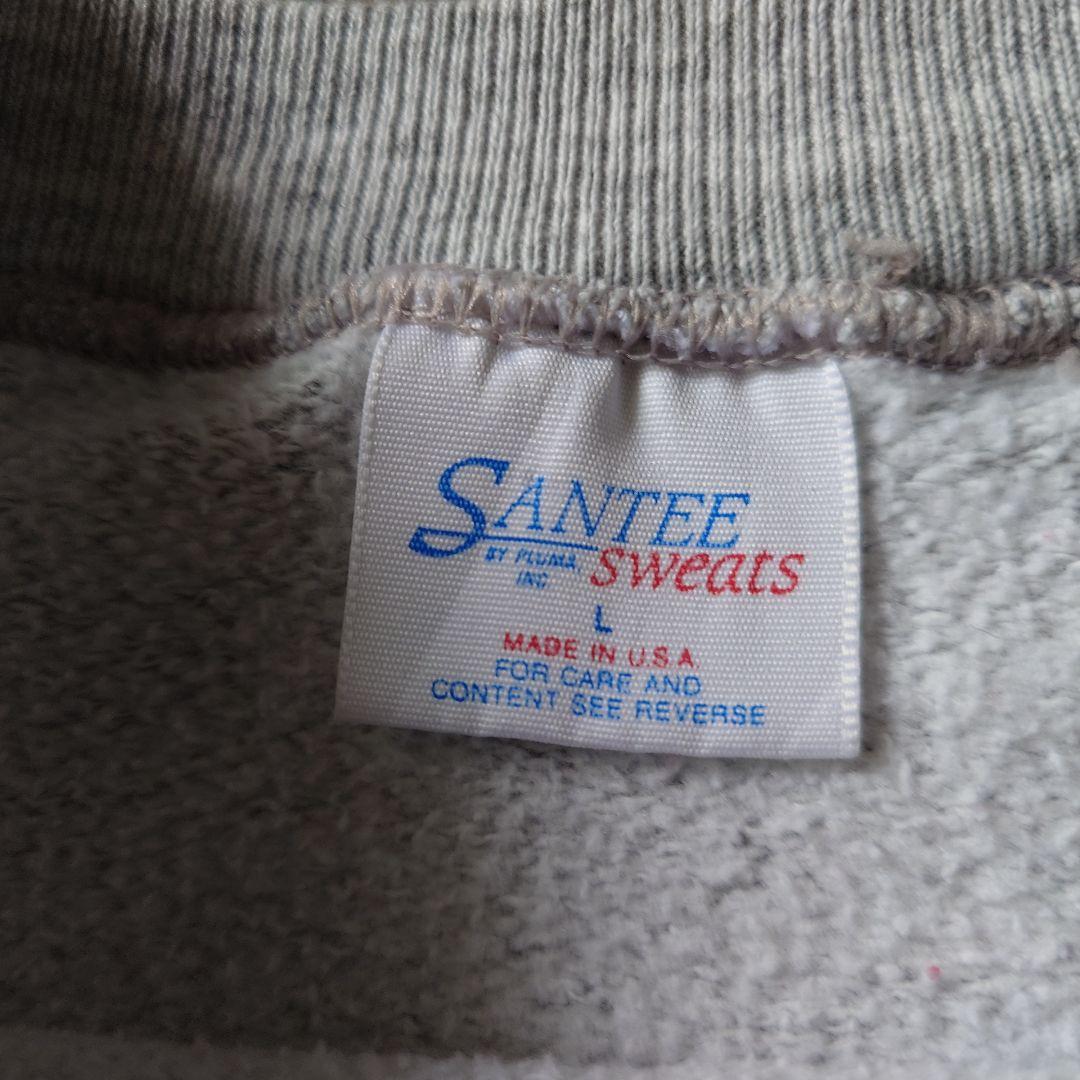 SANTEE
BY PLUMA, sweats
INC
L
MADE IN U.S.A.
FOR CARE AND
CONTENT SEE REVERSE